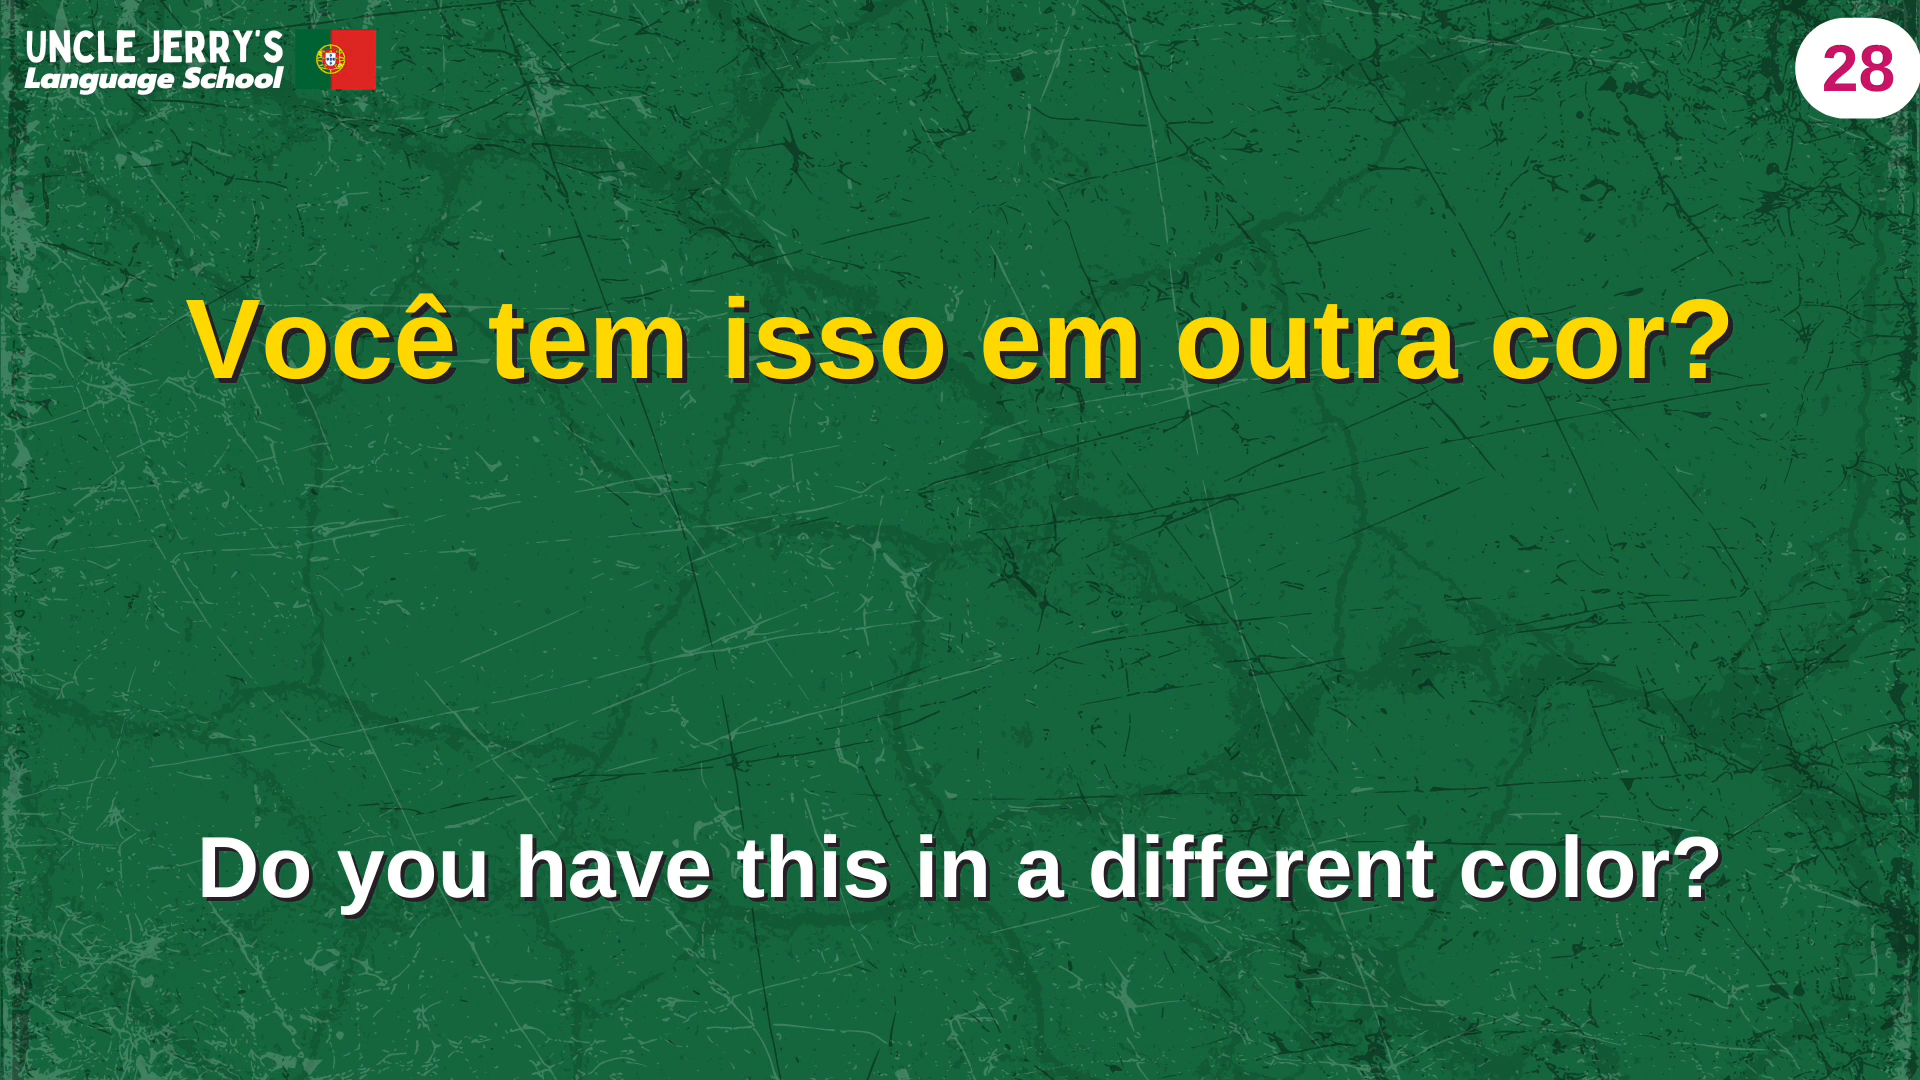 UNCLE JERRY'S
Language School
28
Você tem isso em outra cor?
Do you have this in a different color?